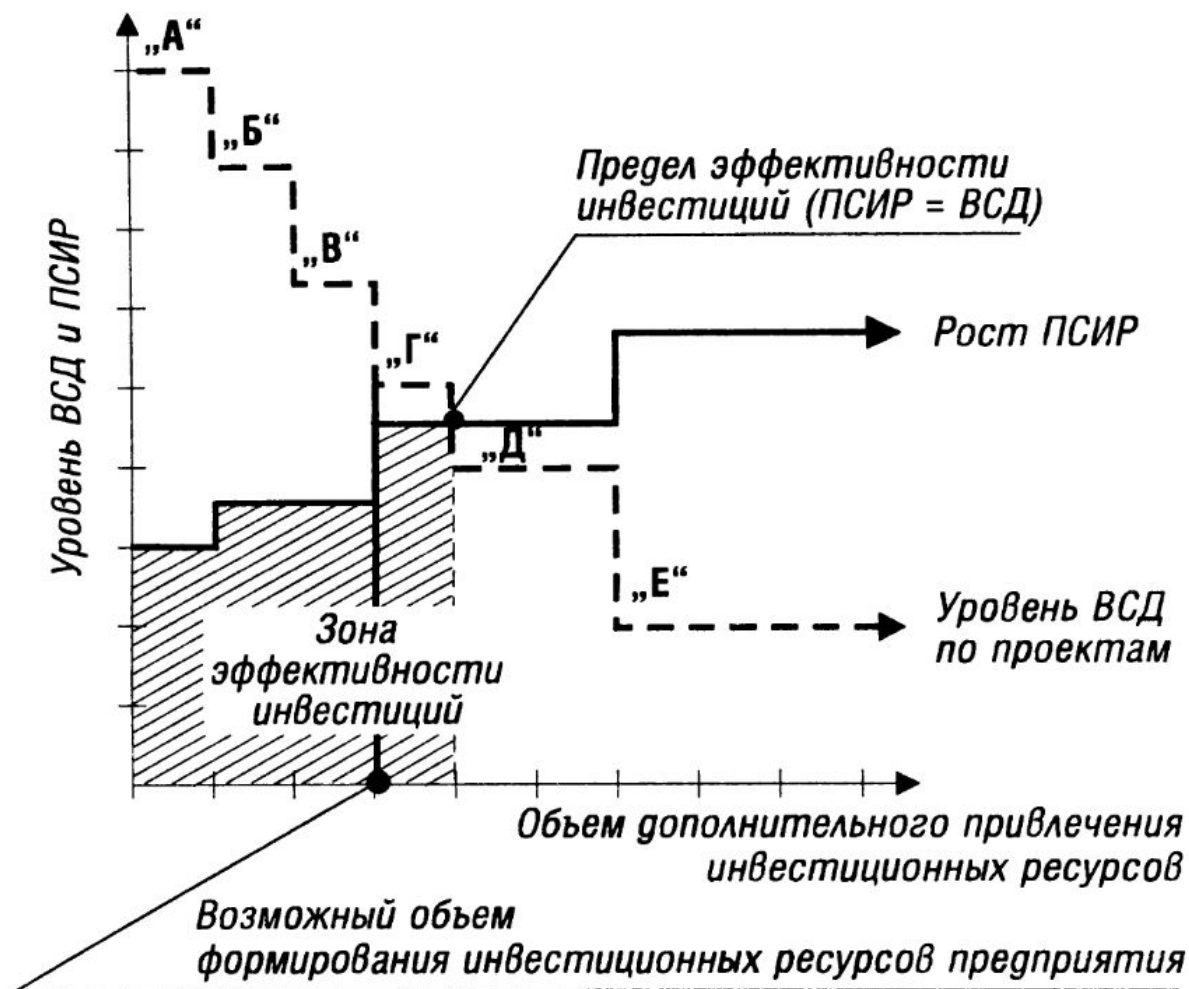 „А“
„Б“
„В“
„Г“
„Д“
„Е“
Уровень ВСД и ПСИР
Предел эффективности
инвестиций (ПСИР = ВСД)
Рост ПСИР
Уровень ВСД
по проектам
Зона
эффективности
инвестиций
Объем дополнительного привлечения
инвестиционных ресурсов
Возможный объем
формирования инвестиционных ресурсов предприятия